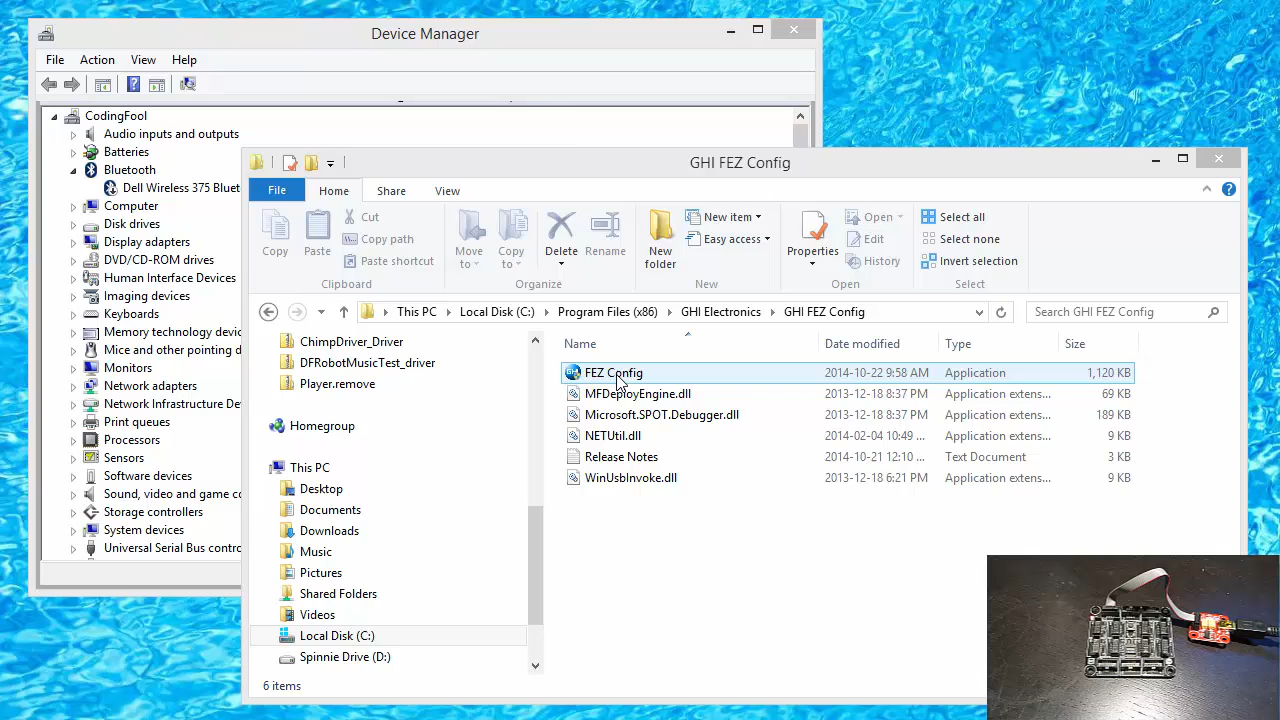 Device Manager
File Action View Help
CodingFool
Audio inputs and outputs
Batteries
Bluetooth
Dell Wireless 375 Bluet
Computer
Disk drives
Display adapters
DVD/CD-ROM drives
Human Interface Devices
Imaging devices
Keyboards
Memory technology devi
Mice and other pointing d
Monitors
Network adapters
Network Infrastructure De
Print queues
Processors
Sensors
Software devices
Sound, video and game co
Storage controllers
System devices
Universal Serial Bus contro
GHI FEZ Config
File Home Share View
Copy Paste Cut
Copy path
Paste shortcut
Clipboard
Move to Copy to Delete Rename
Organize
New folder
New item
Easy access
New
Properties
Open
Edit
History
Open
Select all
Select none
Invert selection
Select
This PC Local Disk (C:) Program Files (x86) GHI Electronics GHI FEZ Config
Search GHI FEZ Config
ChimpDriver_Driver
DFRobotMusicTest_driver
Player.remove
Homegroup
This PC
Desktop
Documents
Downloads
Music
Pictures
Shared Folders
Videos
Local Disk (C:)
Spinnie Drive (D:)
Name Date modified Type Size
FEZ Config 2014-10-22 9:58 AM Application 1,120 KB
MFDeployEngine.dll 2013-12-18 8:37 PM Application extens... 69 KB
Microsoft.SPOT.Debugger.dll 2013-12-18 8:37 PM Application extens... 189 KB
NETUtil.dll 2014-02-04 10:49 ... Application extens... 9 KB
Release Notes 2014-10-21 12:10 ... Text Document 3 KB
WinUsbInvoke.dll 2013-12-18 6:21 PM Application extens... 9 KB
6 items